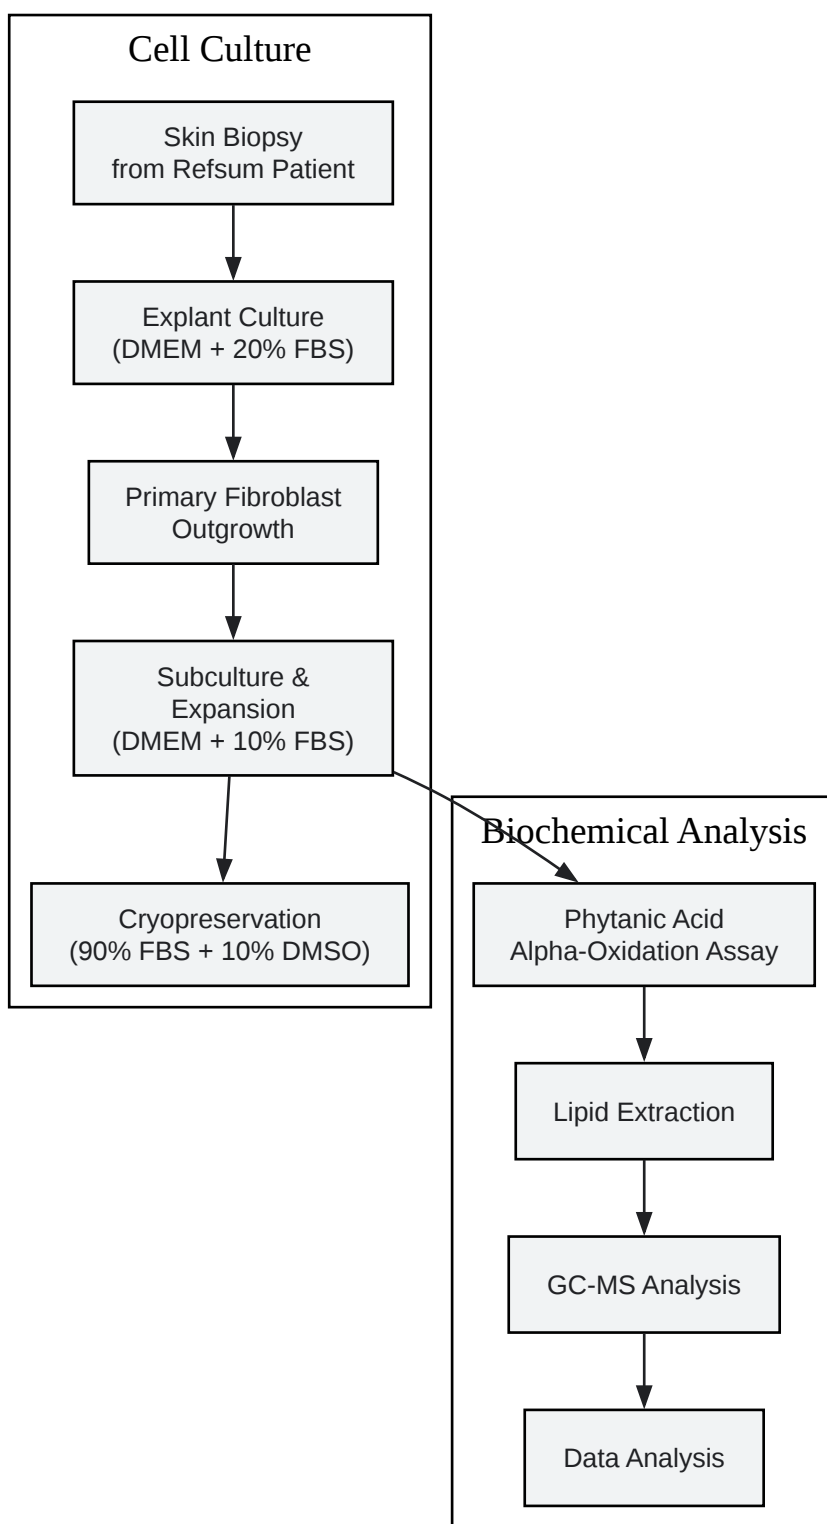 Cell Culture
Skin Biopsy
from Refsum Patient
Explant Culture
(DMEM + 20% FBS)
Primary Fibroblast
Outgrowth
Subculture &
Expansion
(DMEM + 10% FBS)
Cryopreservation
(90% FBS + 10% DMSO)
Biochemical Analysis
Phytanic Acid
Alpha-Oxidation Assay
Lipid Extraction
GC-MS Analysis
Data Analysis